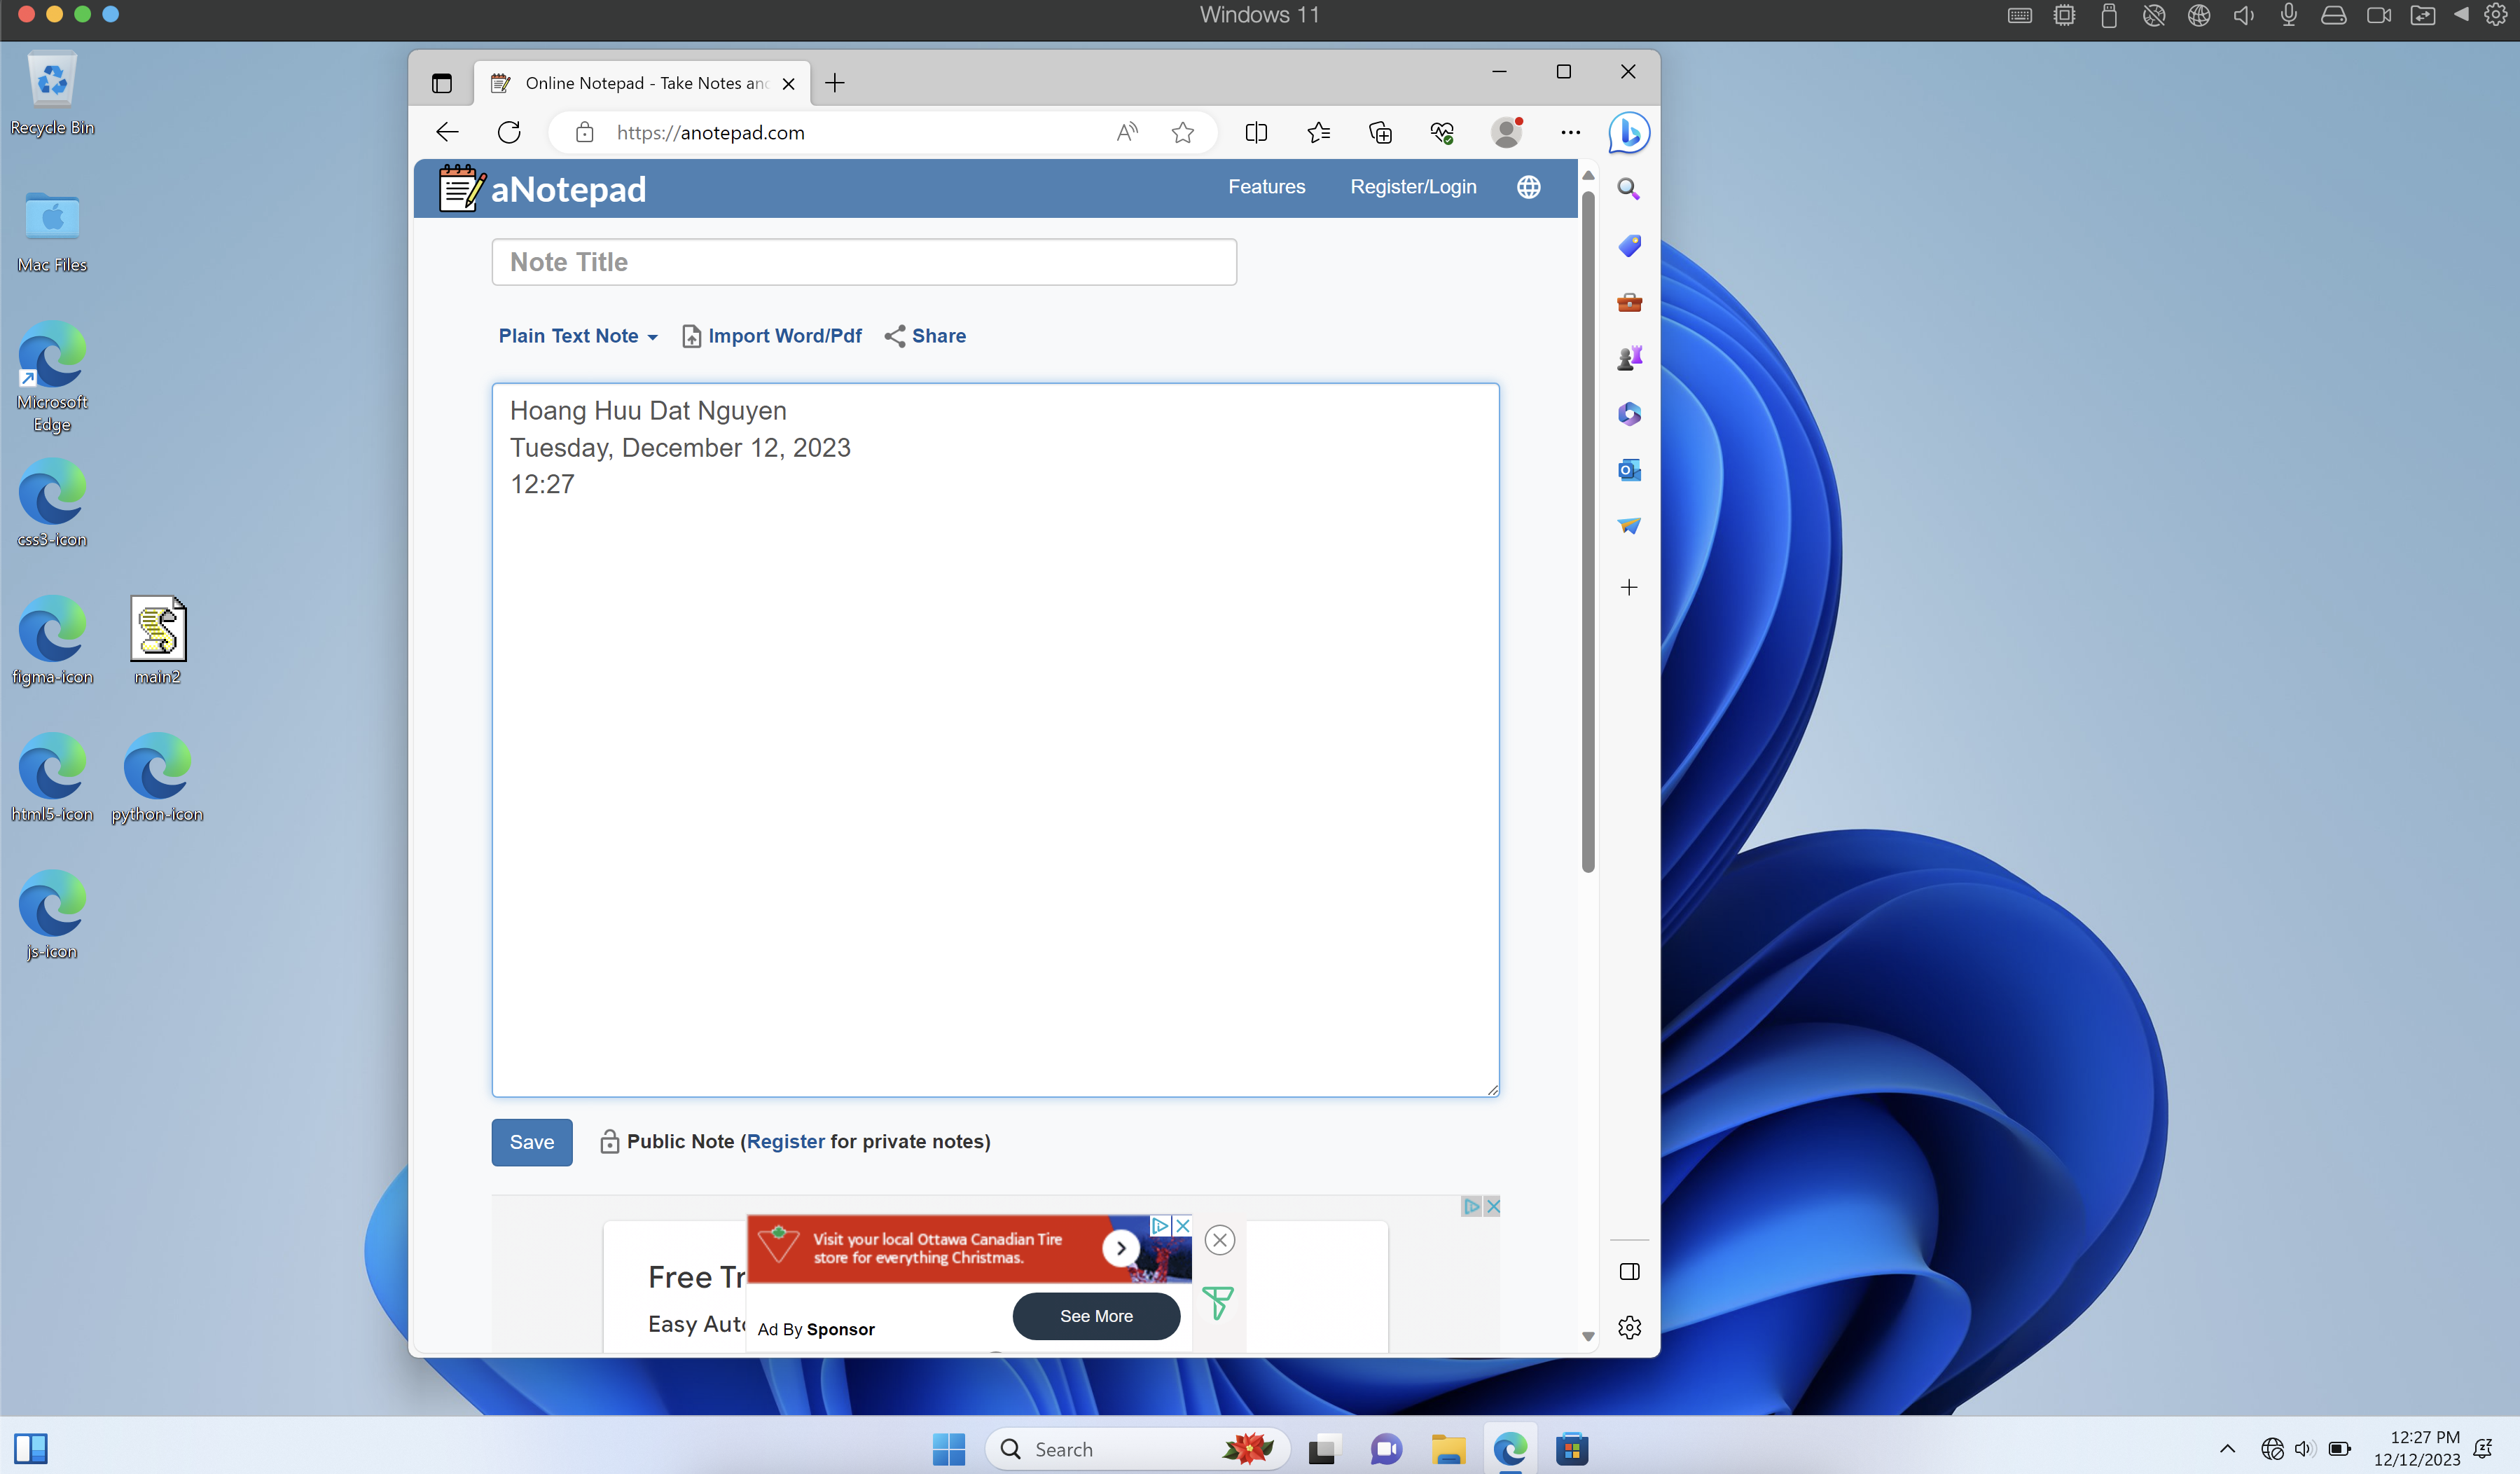 Windows 11
Recycle Bin
Mac Files
Microsoft
Edge
css3-icon
figma-icon
main2
html5-icon
python-icon
js-icon
Online Notepad - Take Notes and
https://anotepad.com
aNotepad
Features
Register/Login
Note Title
Plain Text Note
Import Word/Pdf
Share
Hoang Huu Dat Nguyen
Tuesday, December 12, 2023
12:27
Save
Public Note (Register for private notes)
Visit your local Ottawa Canadian Tire
store for everything Christmas.
Free Tr
Easy Auto
Ad By Sponsor
See More
Search
12:27 PM
12/12/2023